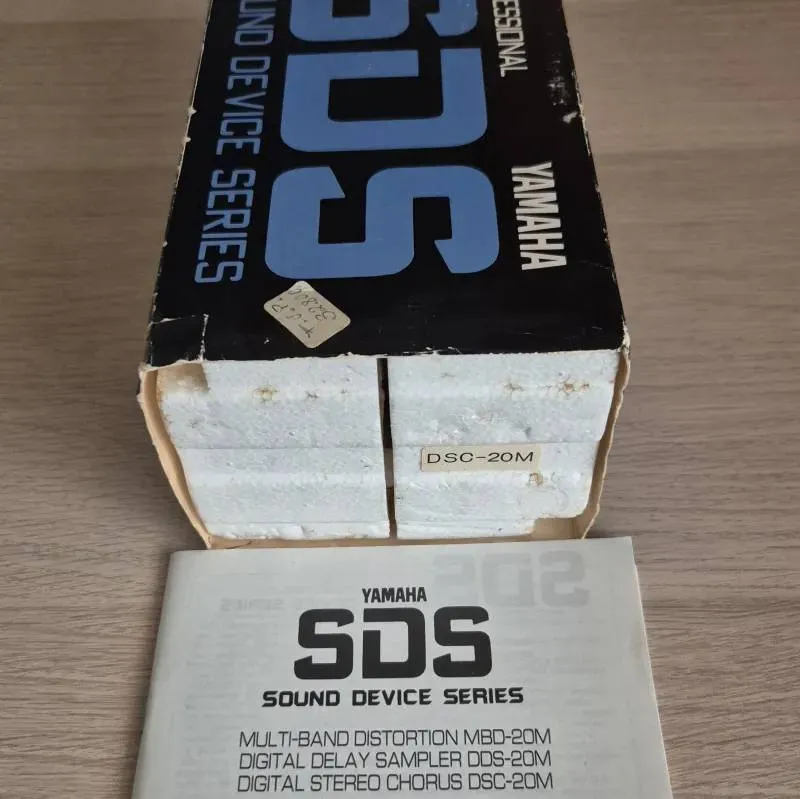 SDS
SOUND DEVICE SERIES
YAMAHA
DSC-20M
YAMAHA
SDS
SOUND DEVICE SERIES
MULTI-BAND DISTORTION MBD-20M
DIGITAL DELAY SAMPLER DDS-20M
DIGITAL STEREO CHORUS DSC-20M